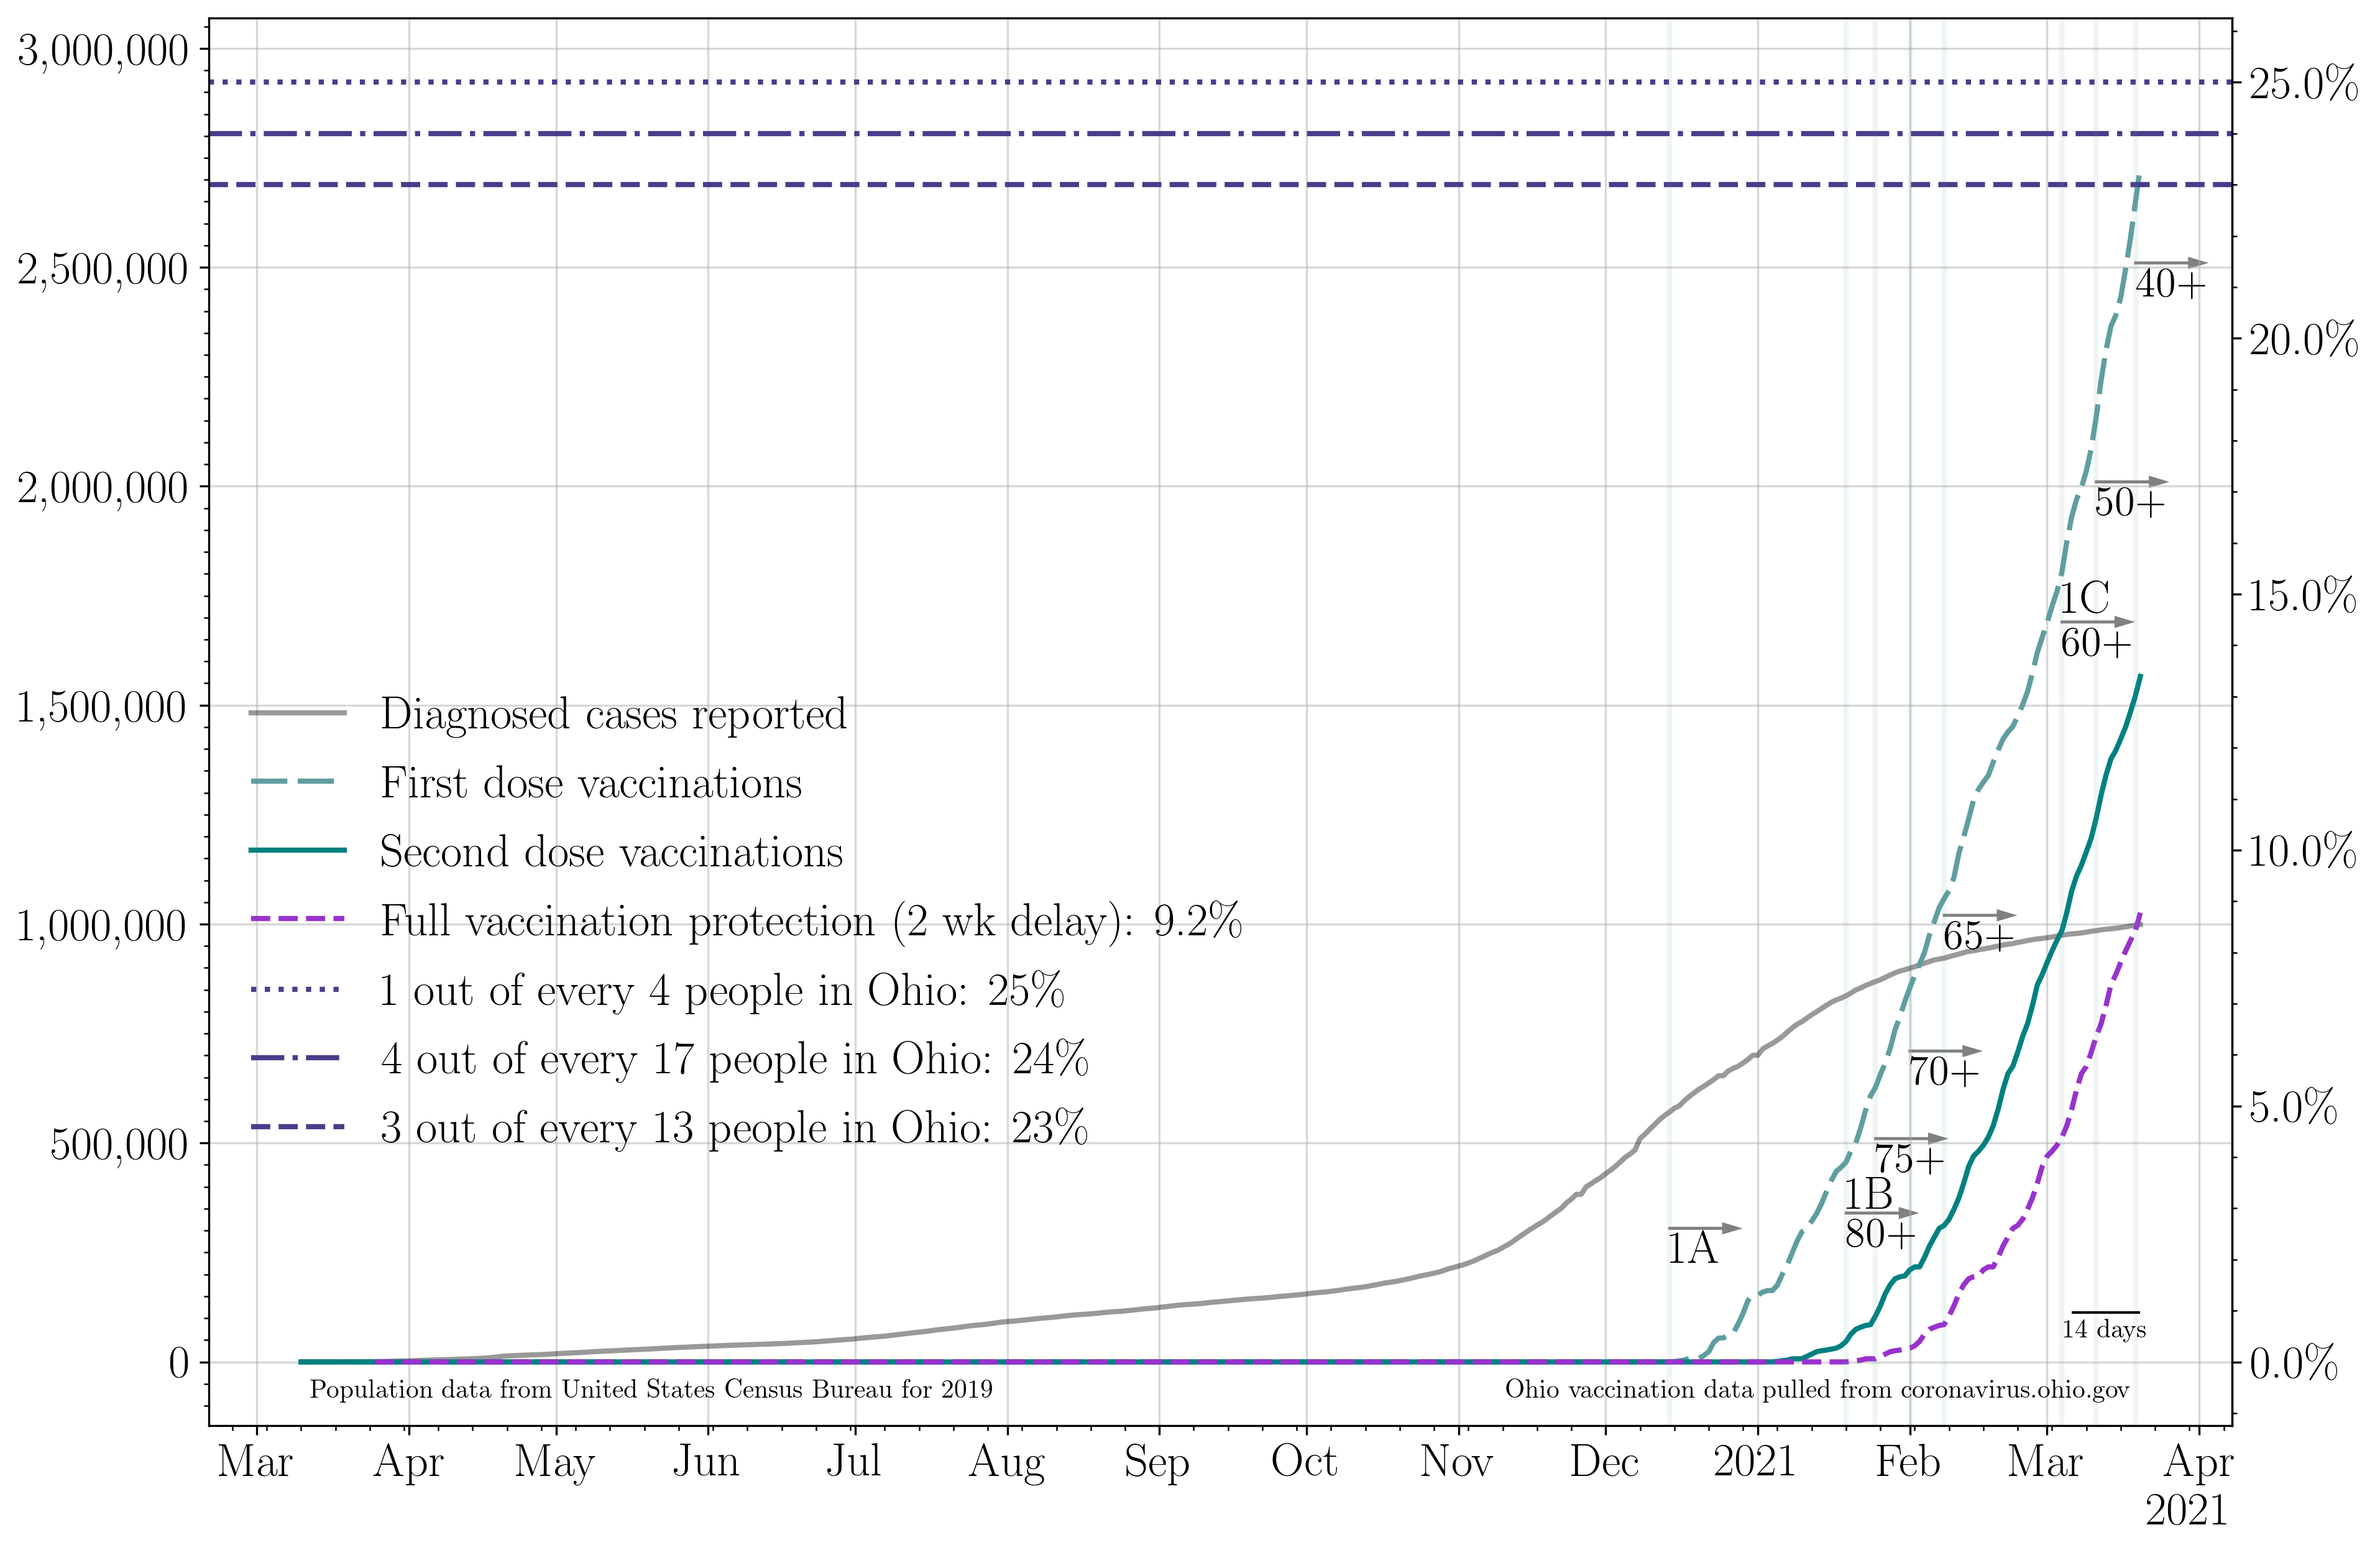 3,000,000
25.0%
2,500,000
40+
20.0%
2,000,000
50+
1C
15.0%
60+
1,500,000
Diagnosed cases reported
First dose vaccinations
Second dose vaccinations
10.0%
1,000,000
Full vaccination protection (2 wk delay): 9.2%
65+
1 out of every 4 people in Ohio: 25%
4 out of every 17 people in Ohio: 24%
70+
3 out of every 13 people in Ohio: 23%
5.0%
500,000
75+
1B
80+
1A
14 days
0
0.0%
Population data from United States Census Bureau for 2019
Ohio vaccination data pulled from coronavirus.ohio.gov
Mar Apr May Jun Jul Aug Sep Oct Nov Dec 2021 Feb Mar Apr
2021